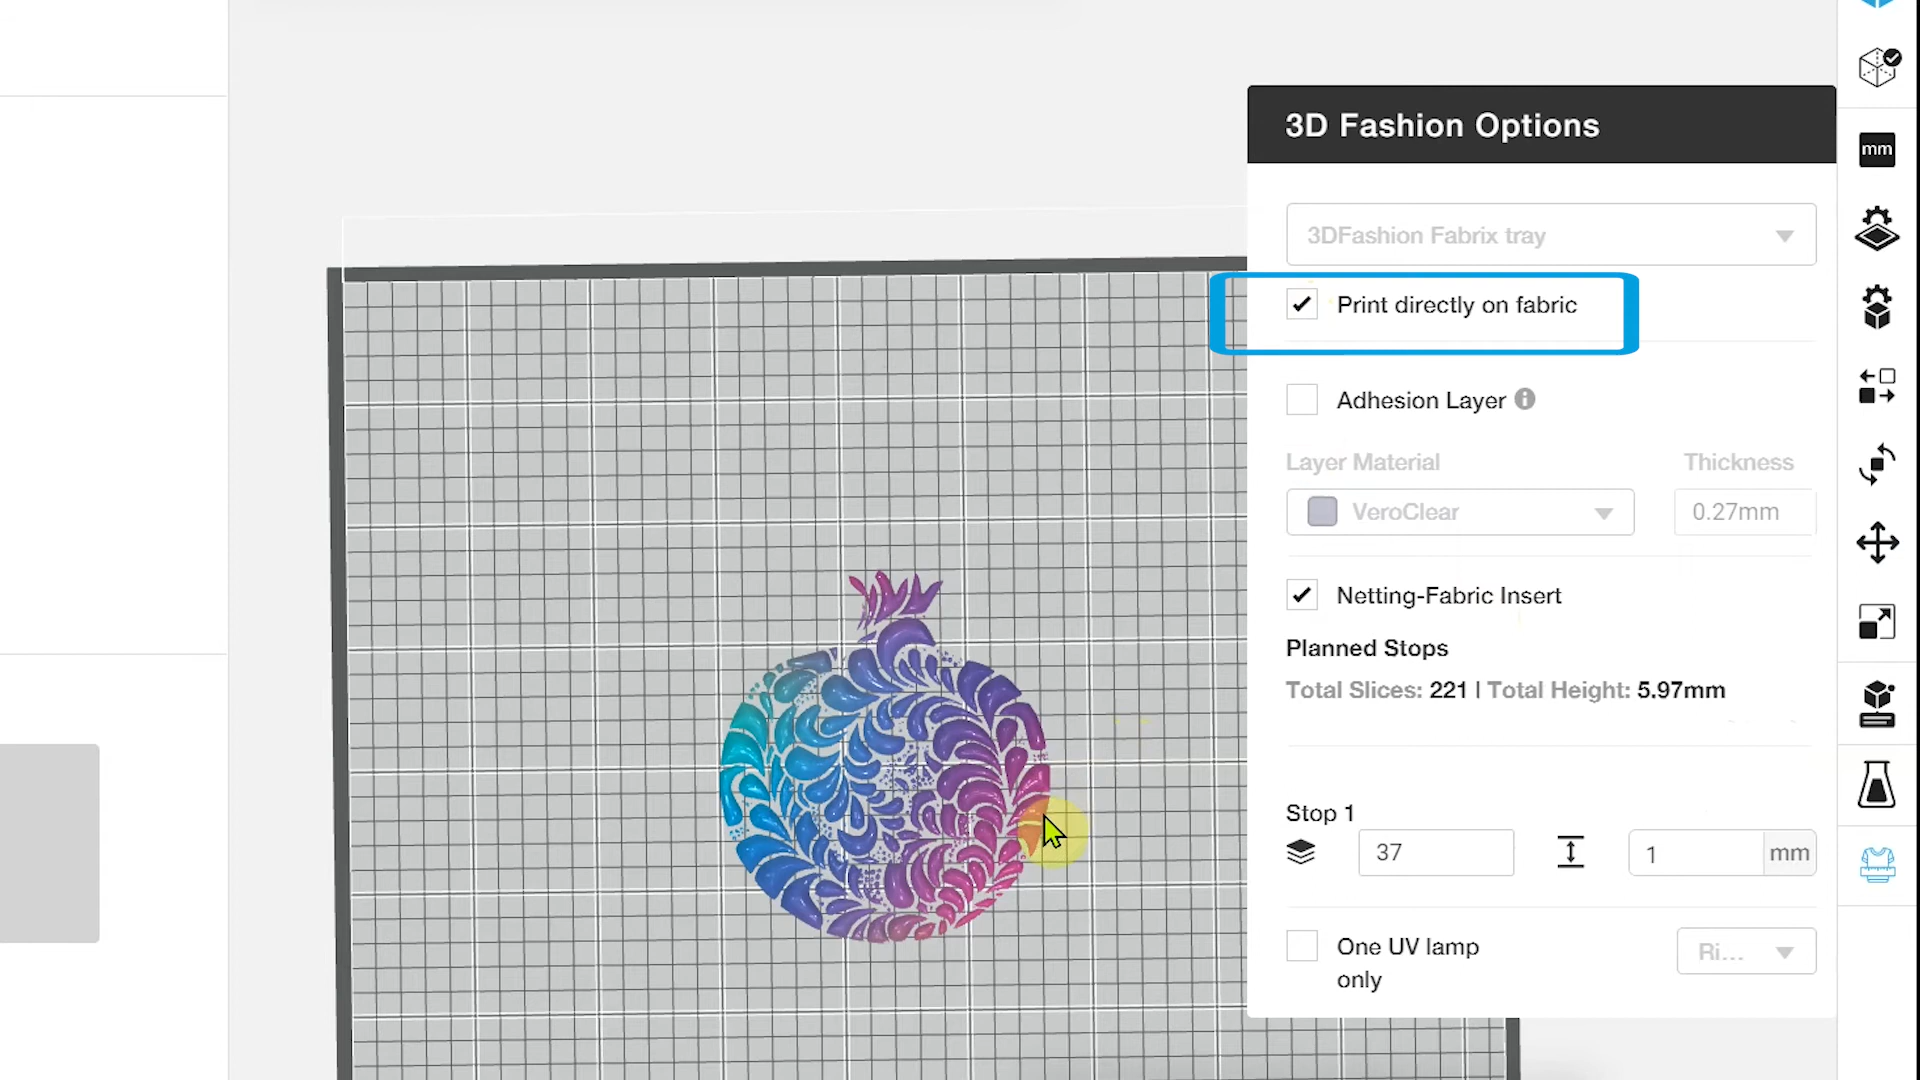 3D Fashion Options
mm
3DFashion Fabrix tray
Print directly on fabric
Adhesion Layer
Layer Material Thickness
VeroClear 0.27mm
Netting-Fabric Insert
Planned Stops
Total Slices: 221 | Total Height: 5.97mm
Stop 1
37 1 mm
One UV lamp
only
Ri...